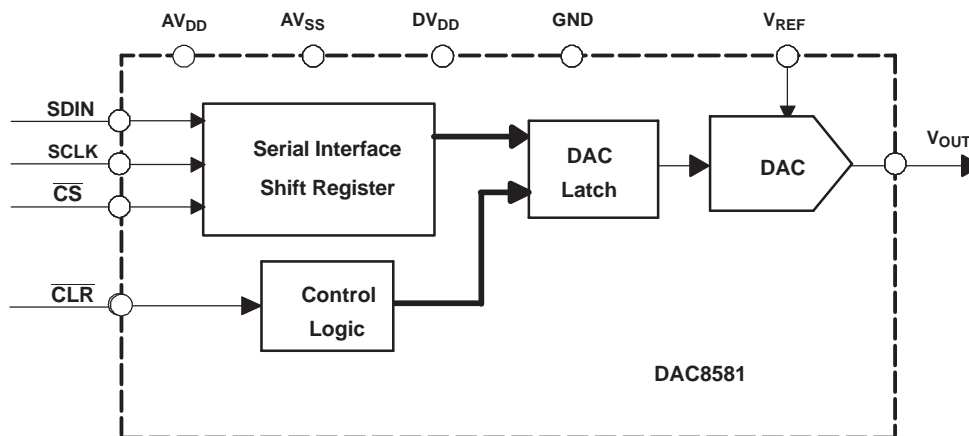 AVDD
AVSS
DVDD
GND
VREF
SDIN
SCLK
CS
CLR
Serial Interface
Shift Register
Control
Logic
DAC
Latch
DAC
VOUT
DAC8581